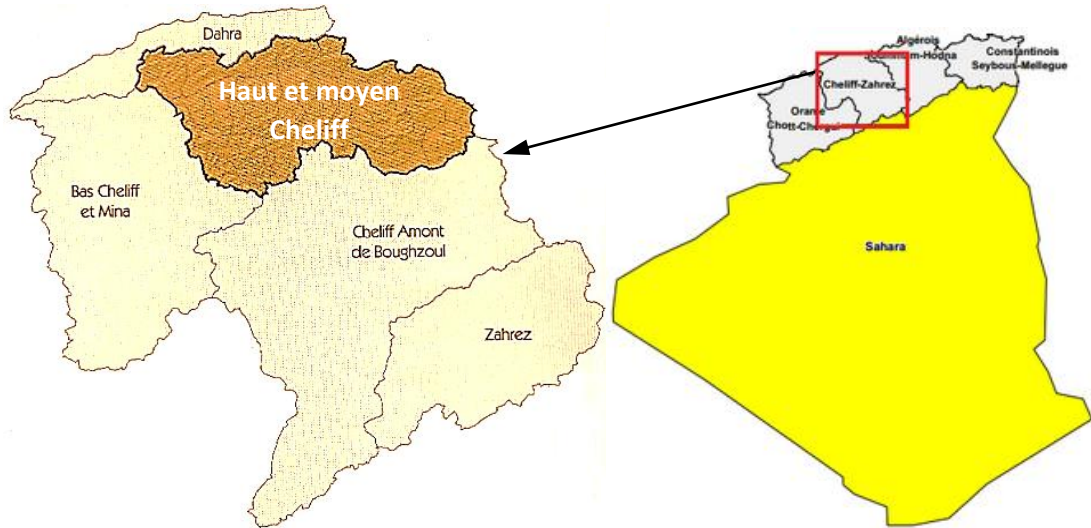 Dahra
Haut et moyen
Cheliff
Bas Cheliff
et Mina
Cheliff Amont
de Boughzoul
Zahrez
Algérois
-Hodna
Constantinois
Seybous-Mellegue
Cheliff-Zahrez
Oranie
Chott-Chergui
Sahara